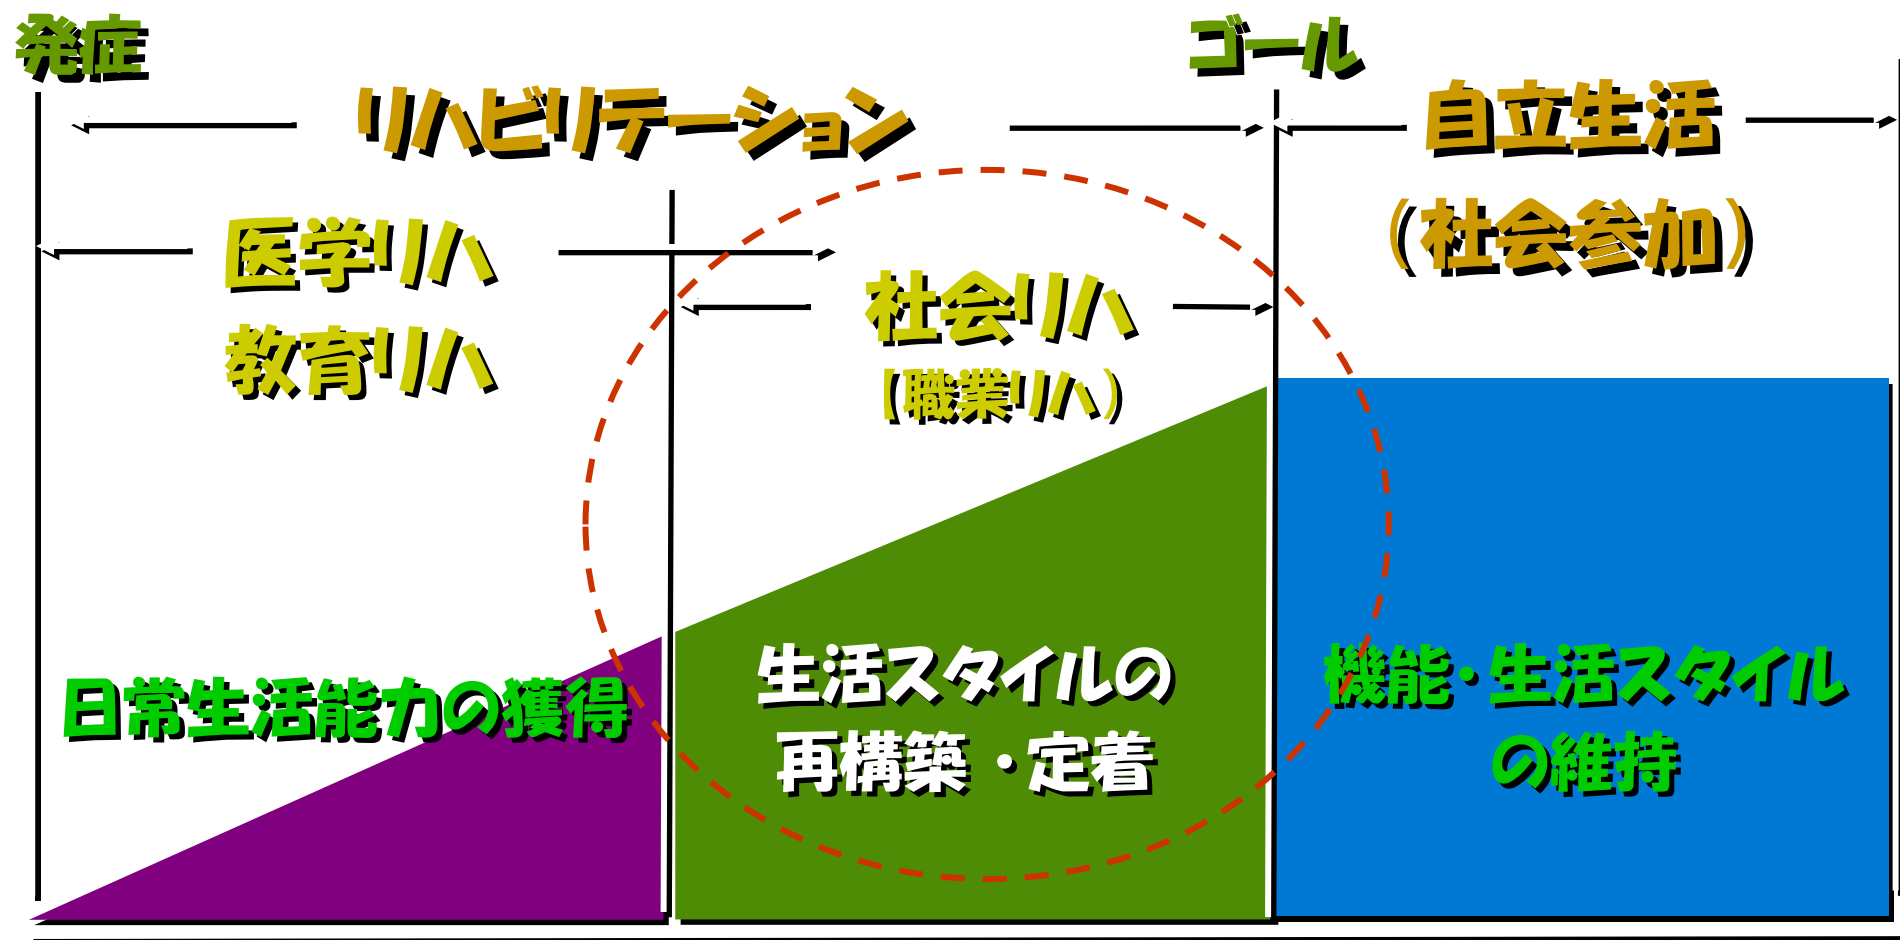 発症
ゴール
リハビリテーション
自立生活
(社会参加)
医学リハ
教育リハ
社会リハ
(職業リハ)
日常生活能力の獲得
生活スタイルの
再構築・定着
機能・生活スタイル
の維持